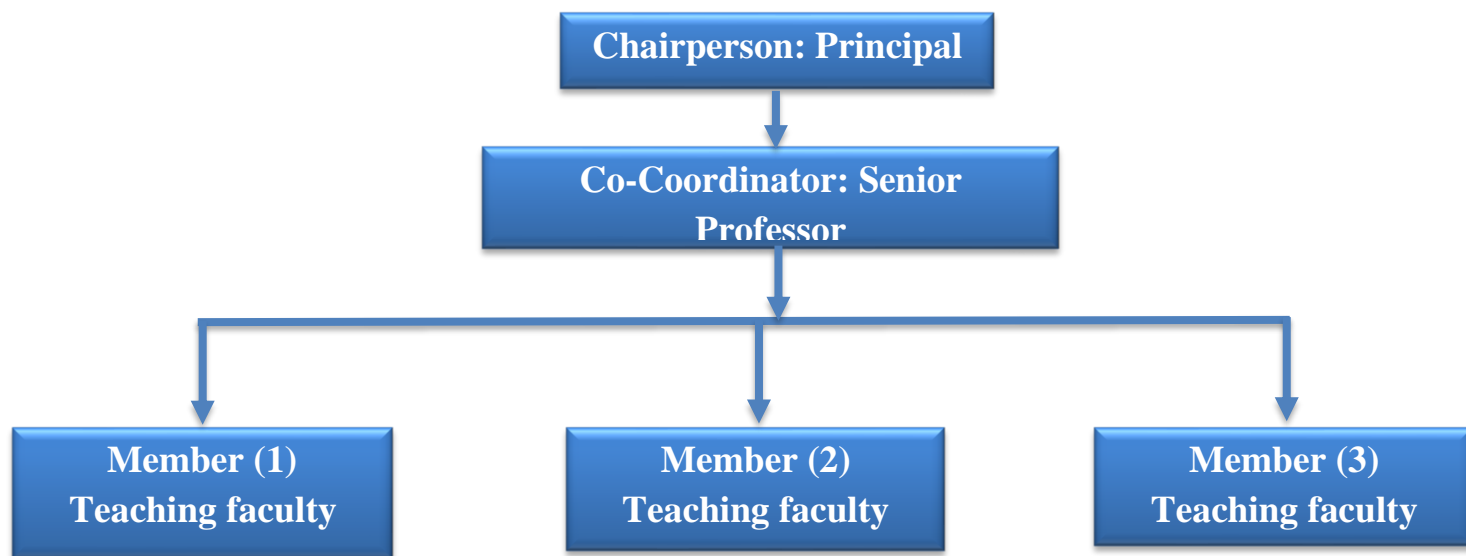 Chairperson: Principal
Co-Coordinator: Senior
Professor
Member (1)
Teaching faculty
Member (2)
Teaching faculty
Member (3)
Teaching faculty